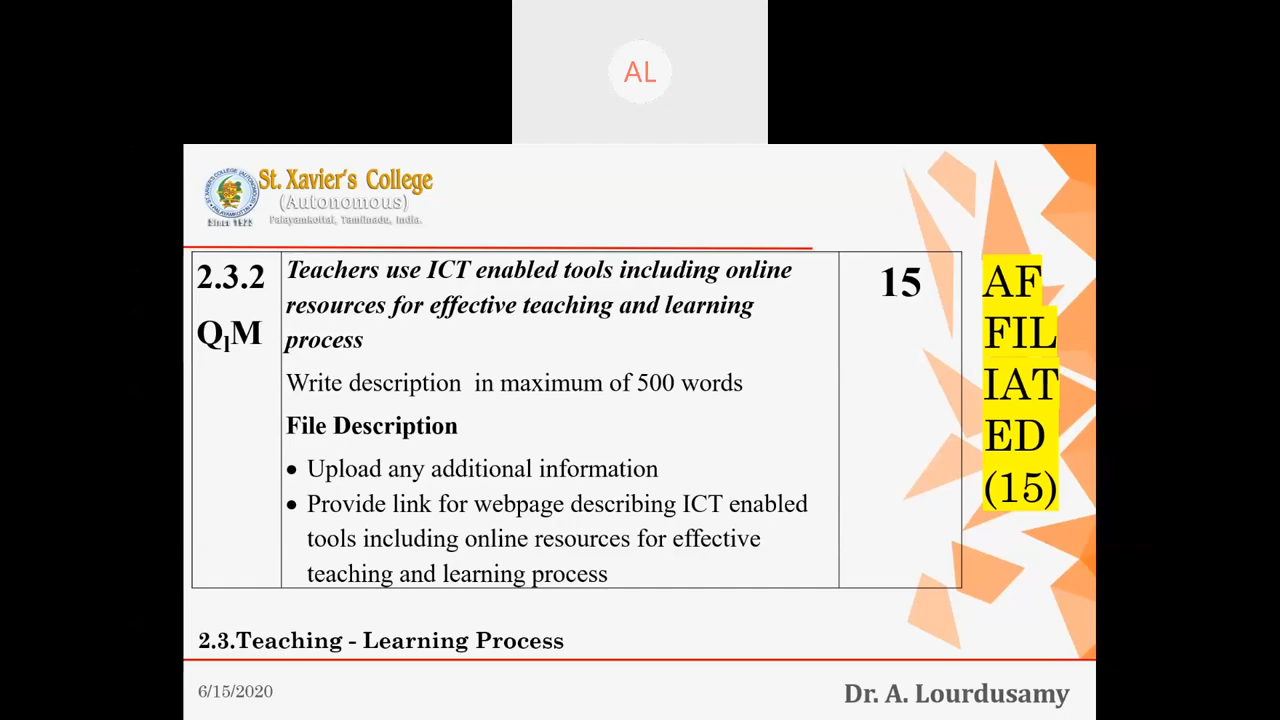 AL
St. Xavier's College
(Autonomous)
Palayamkottai, Tamilnadu, India.
Since 1923
2.3.2
QlM
Teachers use ICT enabled tools including online
resources for effective teaching and learning
process
Write description in maximum of 500 words
File Description
• Upload any additional information
• Provide link for webpage describing ICT enabled
tools including online resources for effective
teaching and learning process
15
AF
FIL
IAT
ED
(15)
2.3.Teaching - Learning Process
6/15/2020
Dr. A. Lourdusamy